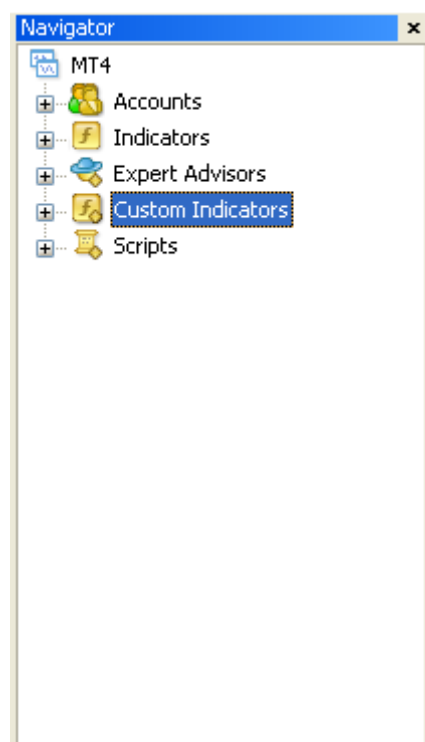 Navigator
MT4
Accounts
Indicators
Expert Advisors
Custom Indicators
Scripts